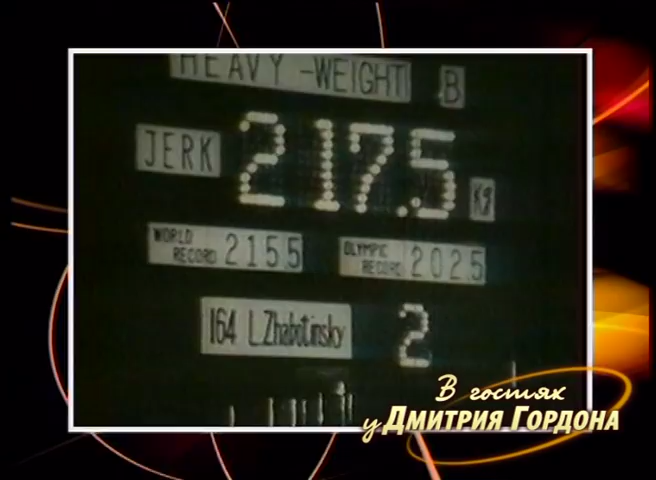 HEAVY-WEIGHT B
JERK 217.5 Kg
WORLD RECORD 215 5
OLYMPIC RECORD 202 5
164 L.Zhabotinsky 2
В гостях
у ДМИТРИЯ ГОРДОНА